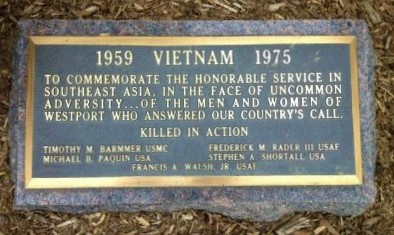 1959 VIETNAM 1975
TO COMMEMORATE THE HONORABLE SERVICE IN
SOUTHEAST ASIA, IN THE FACE OF UNCOMMON
ADVERSITY...OF THE MEN AND WOMEN OF
WESTPORT WHO ANSWERED OUR COUNTRY'S CALL.
KILLED IN ACTION
TIMOTHY M. BARMMER USMC FREDERICK M. RADER III USAF
MICHAEL B. PAQUIN USA STEPHEN A. SHORTALL USA
FRANCIS A. WALSH, JR. USAF